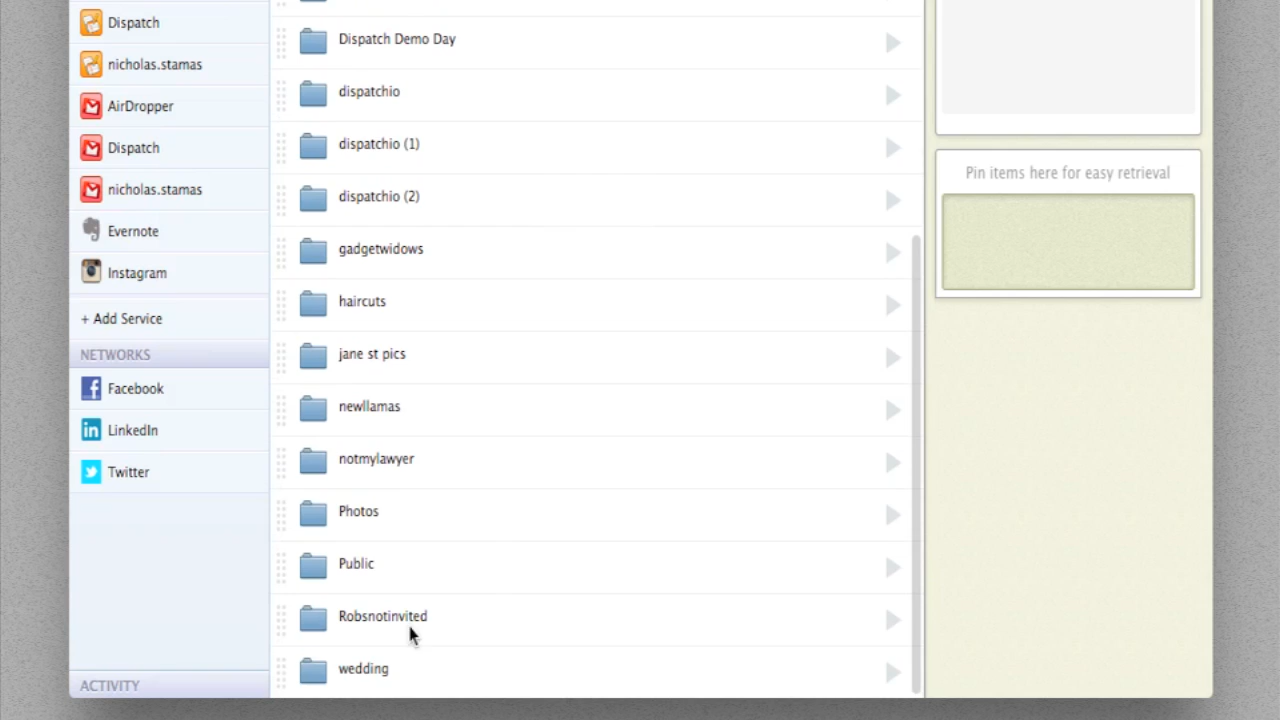 Dispatch
nicholas.stamas
AirDropper
Dispatch
nicholas.stamas
Evernote
Instagram
+ Add Service
NETWORKS
Facebook
LinkedIn
Twitter
ACTIVITY
Dispatch Demo Day
dispatchio
dispatchio (1)
dispatchio (2)
gadgetwidows
haircuts
jane st pics
newllamas
notmylawyer
Photos
Public
Robsnotinvited
wedding
Pin items here for easy retrieval